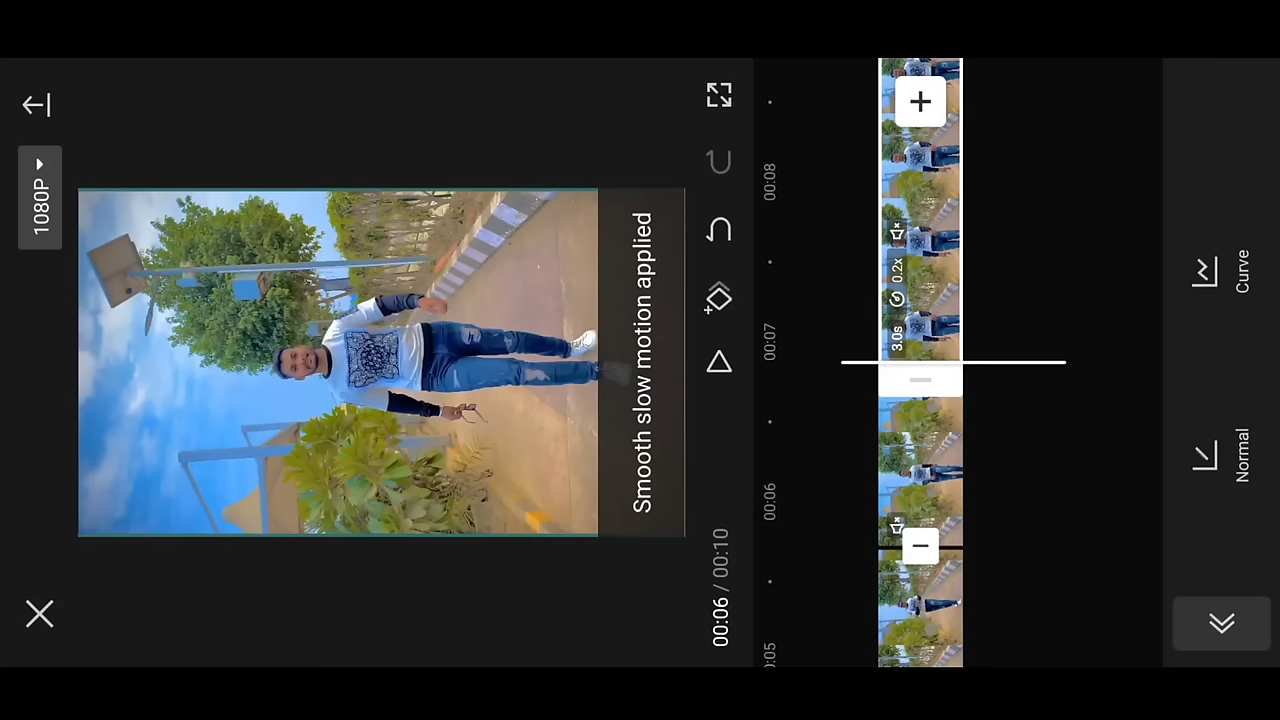 1080P
Smooth slow motion applied
00:06 / 00:10
:05 00:06 00:07 00:08
3.0s 0.2x
Normal Curve